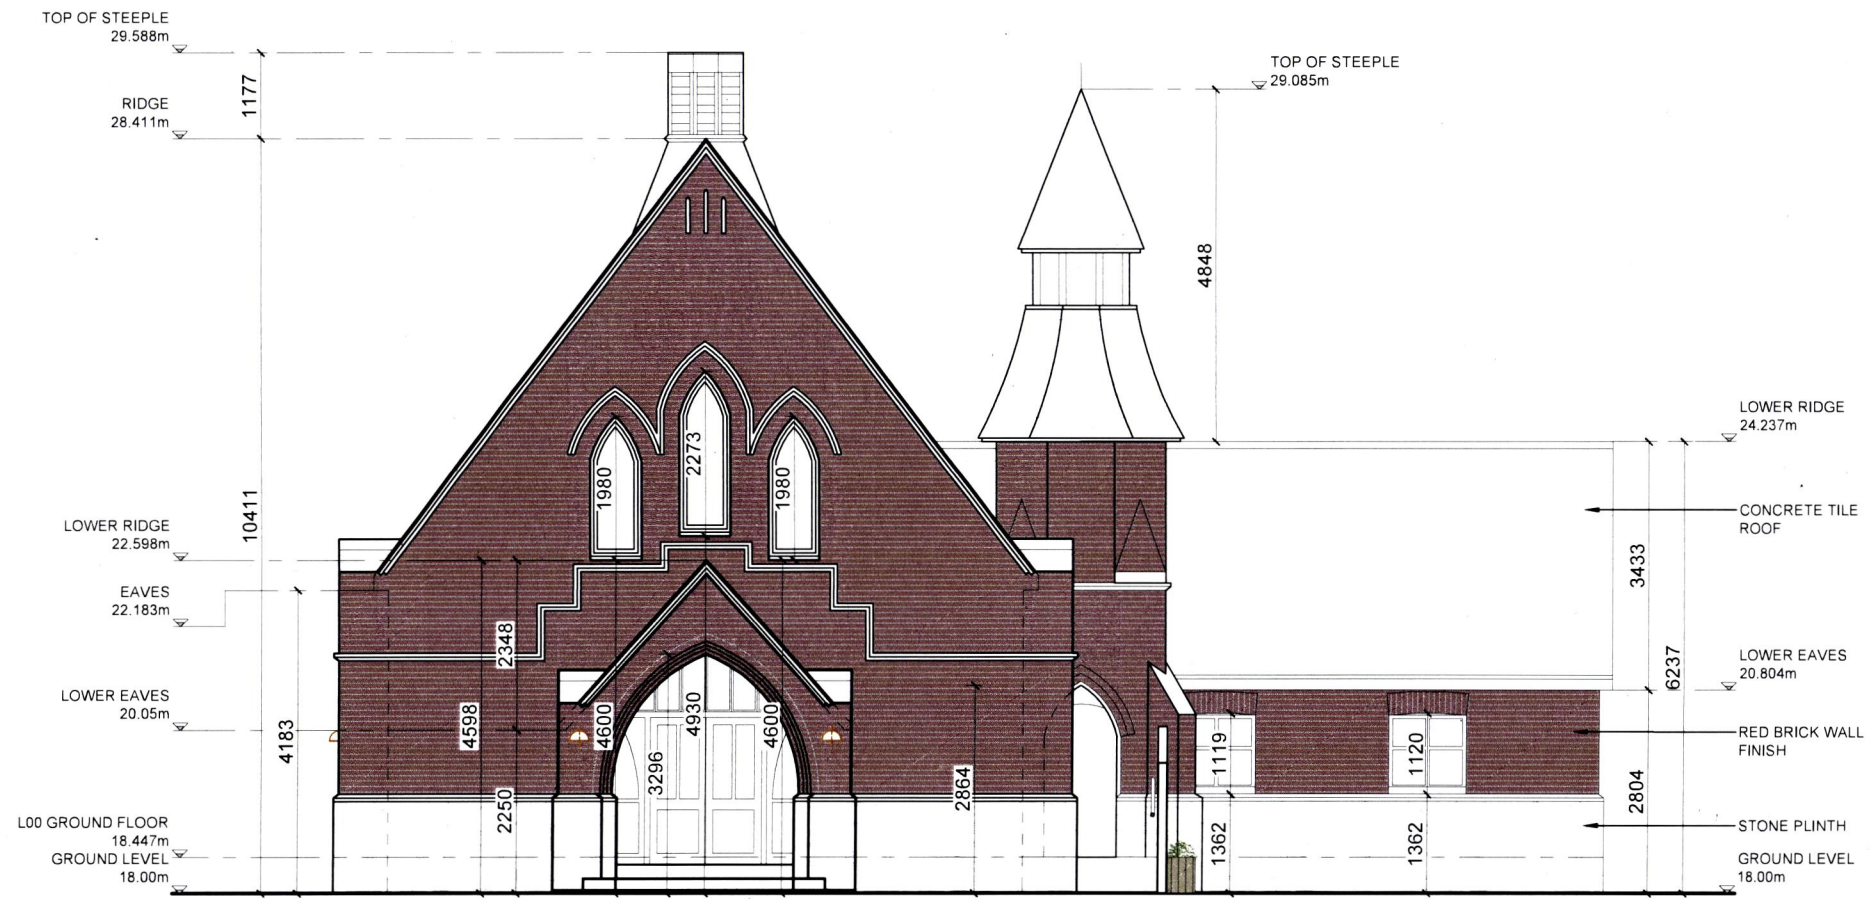 TOP OF STEEPLE
29.588m
1177
RIDGE
28.411m
10411
LOWER RIDGE
22.598m
EAVES
22.183m
LOWER EAVES
20.05m
4183
L00 GROUND FLOOR
18.447m
GROUND LEVEL
18.00m
4598
2348
2250
1980
2273
1980
4600
4930
4600
3296
2864
TOP OF STEEPLE
29.085m
4848
LOWER RIDGE
24.237m
CONCRETE TILE
ROOF
3433
6237
LOWER EAVES
20.804m
RED BRICK WALL
FINISH
1119
1120
2804
1362
1362
STONE PLINTH
GROUND LEVEL
18.00m